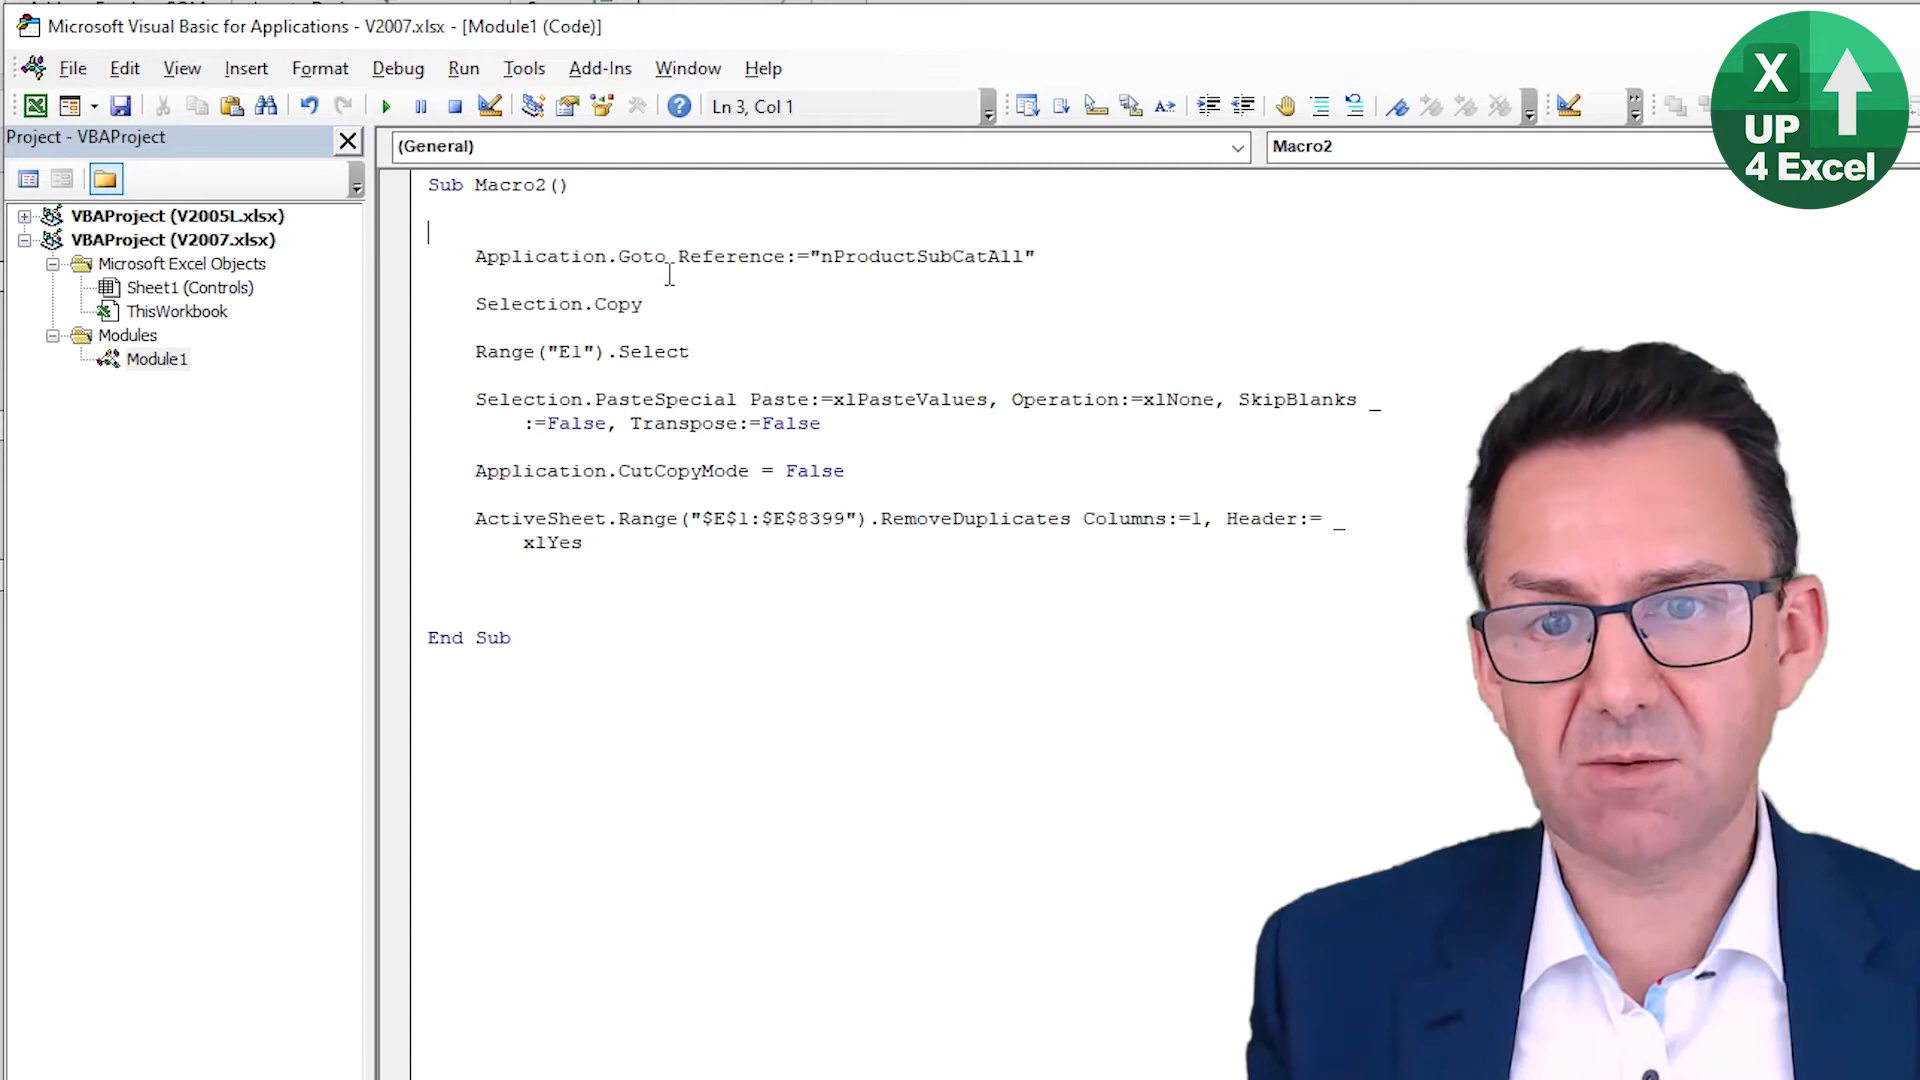 Microsoft Visual Basic for Applications - V2007.xlsx - [Module1 (Code)]
File Edit View Insert Format Debug Run Tools Add-Ins Window Help
Ln 3, Col 1
Project - VBAProject
(General)
Macro2
VBAProject (V2005L.xlsx)
VBAProject (V2007.xlsx)
Microsoft Excel Objects
Sheet1 (Controls)
ThisWorkbook
Modules
Module1
Sub Macro2()
Application.Goto Reference:="nProductSubCatAll"
Selection.Copy
Range("E1").Select
Selection.PasteSpecial Paste:=xlPasteValues, Operation:=xlNone, SkipBlanks _
:=False, Transpose:=False
Application.CutCopyMode = False
ActiveSheet.Range("$E$1:$E$8399").RemoveDuplicates Columns:=1, Header:= _
xlYes
End Sub
X
UP
4 Excel